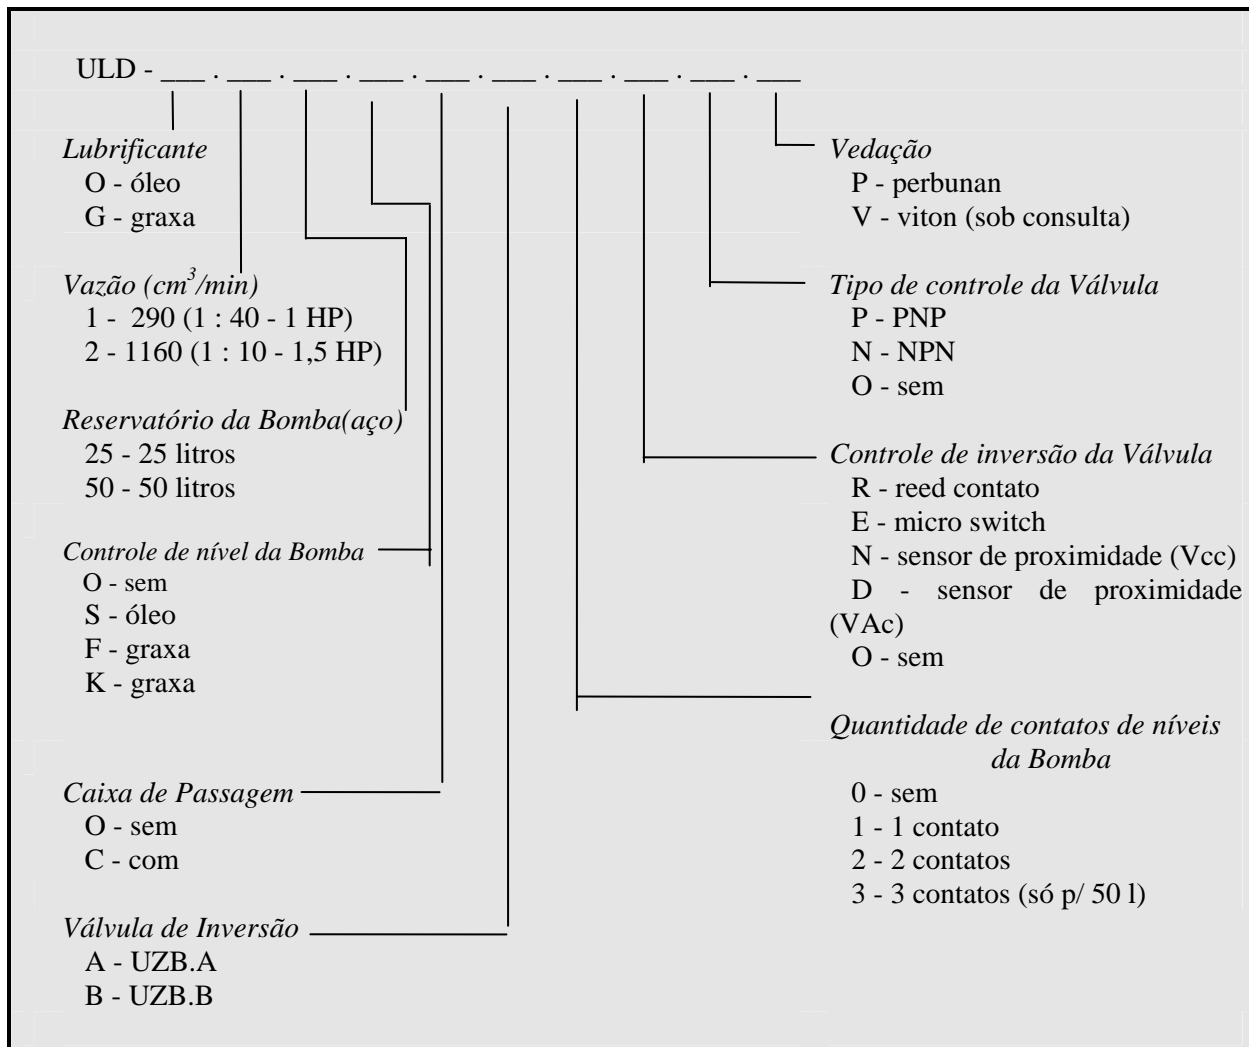 ULD - ___ . ___ . ___ . ___ . ___ . ___ . ___ . ___ . ___ . ___
Lubrificante
O - óleo
G - graxa
Vazão (cm³/min)
1 - 290 (1 : 40 - 1 HP)
2 - 1160 (1 : 10 - 1,5 HP)
Reservatório da Bomba(aço)
25 - 25 litros
50 - 50 litros
Controle de nível da Bomba
O - sem
S - óleo
F - graxa
K - graxa
Caixa de Passagem
O - sem
C - com
Válvula de Inversão
A - UZB.A
B - UZB.B
Vedação
P - perbunan
V - viton (sob consulta)
Tipo de controle da Válvula
P - PNP
N - NPN
O - sem
Controle de inversão da Válvula
R - reed contato
E - micro switch
N - sensor de proximidade (Vcc)
D - sensor de proximidade
(VAc)
O - sem
Quantidade de contatos de níveis
da Bomba
0 - sem
1 - 1 contato
2 - 2 contatos
3 - 3 contatos (só p/ 50 l)